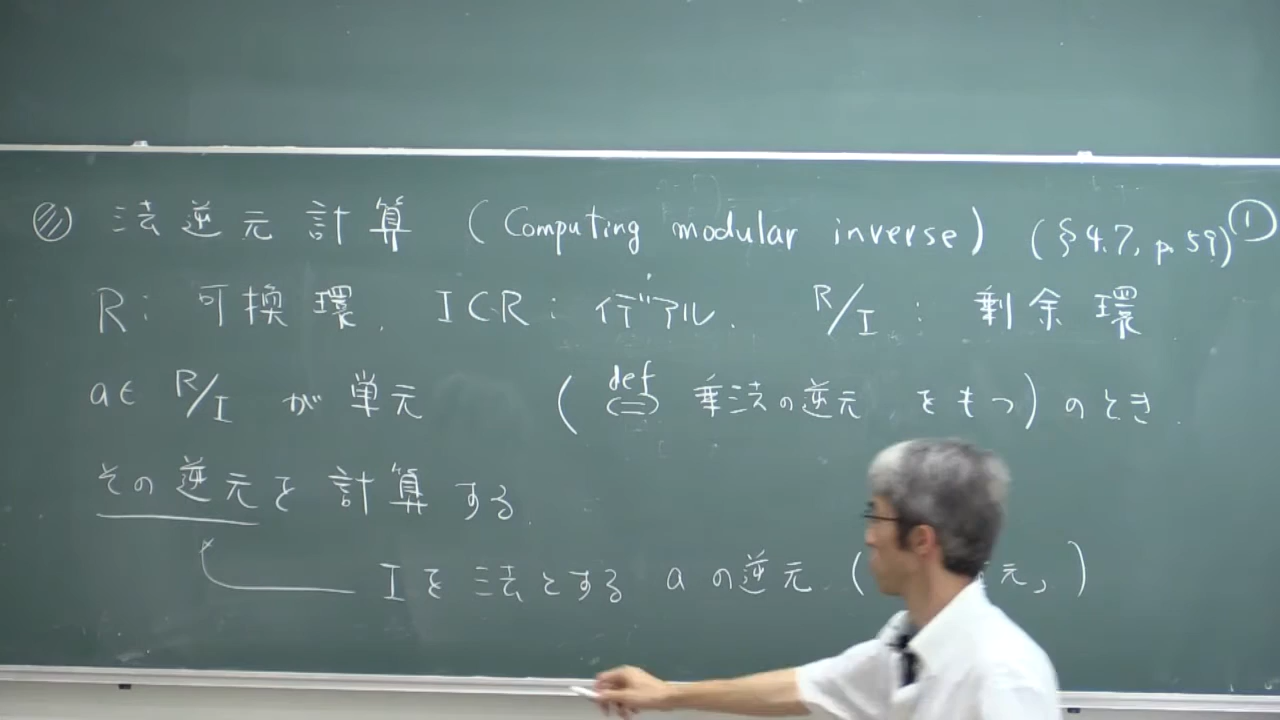 法逆元計算 (Computing modular inverse) (§4.7, p.59) ①
R: 可換環. I⊂R: イデアル. R/I : 剰余環
a∈ R/I が単元 (⇔def 乗法の逆元をもつ) のとき.
その逆元を計算する.
Iを法とする aの逆元 ( 元,)